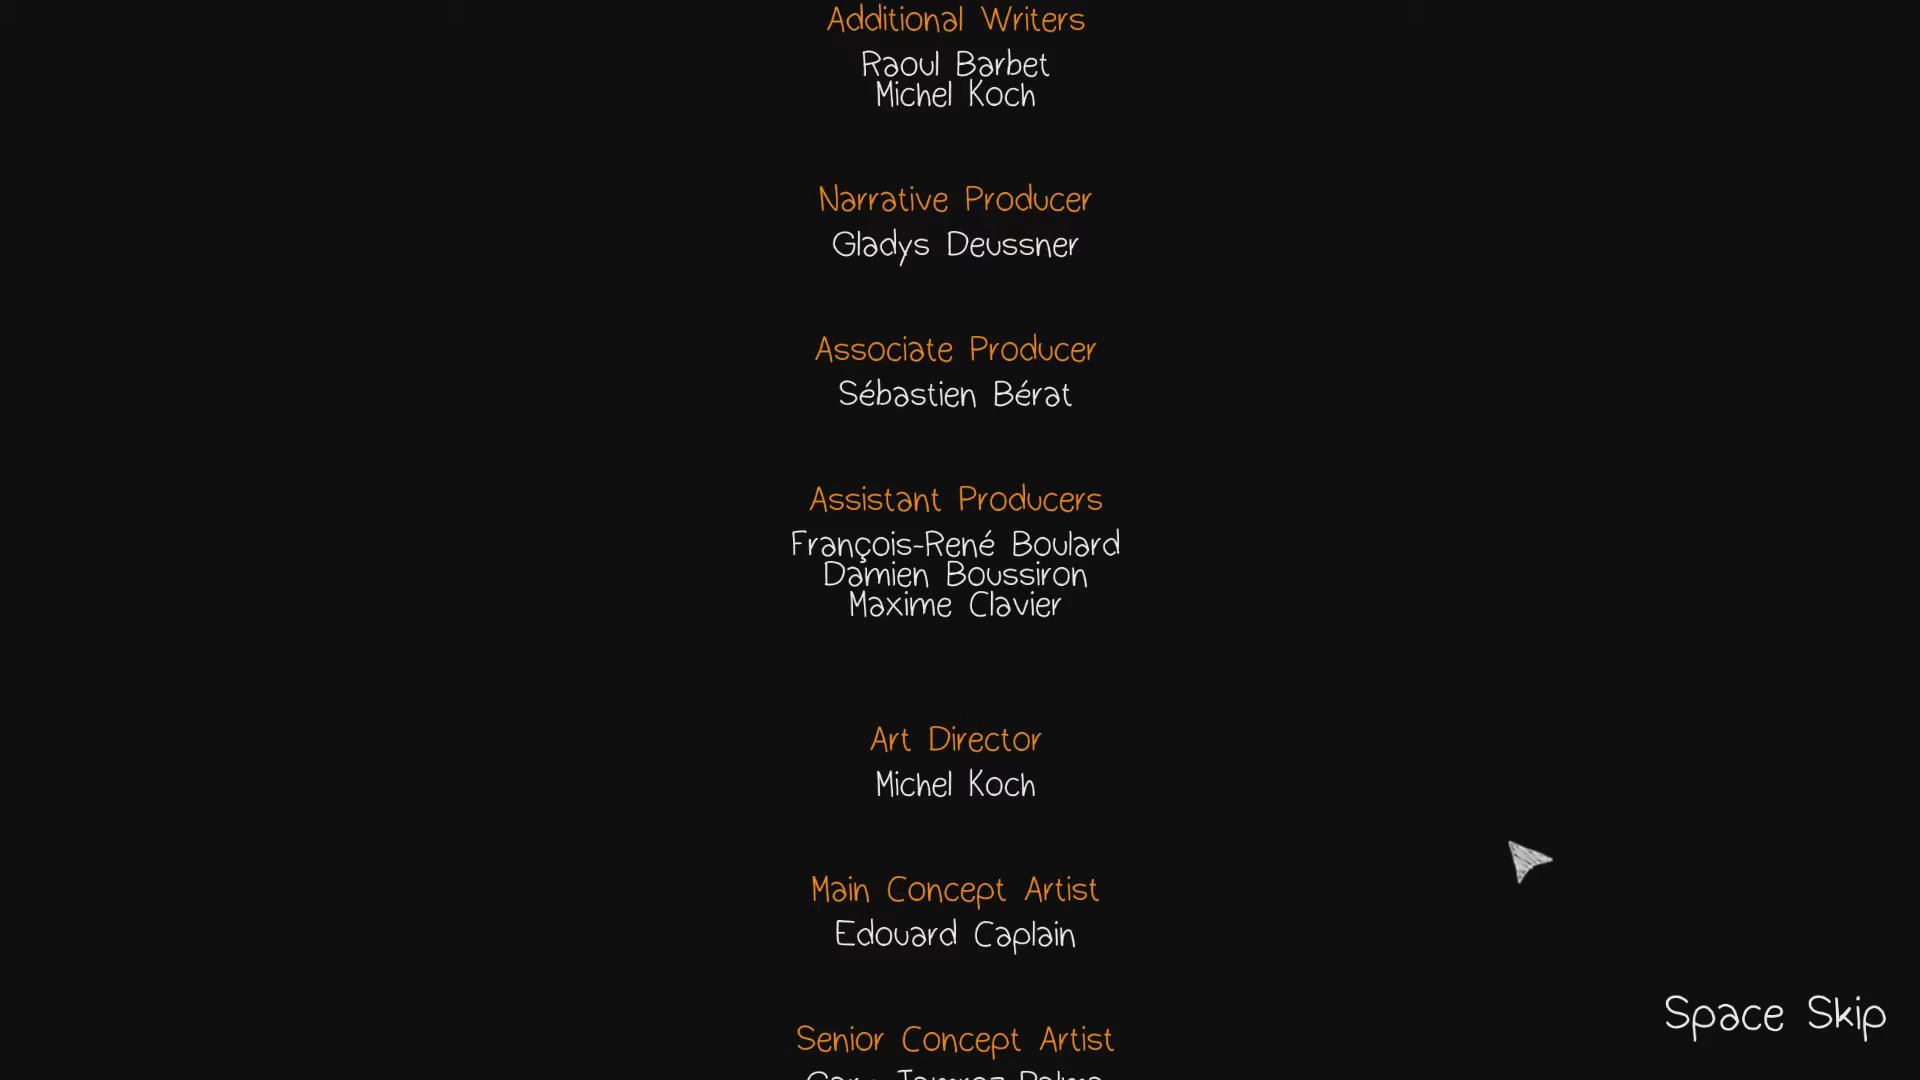 Additional Writers
Raoul Barbet
Michel Koch
Narrative Producer
Gladys Deussner
Associate Producer
Sébastien Bérat
Assistant Producers
François-René Boulard
Damien Boussiron
Maxime Clavier
Art Director
Michel Koch
Main Concept Artist
Edouard Caplain
Space Skip
Senior Concept Artist